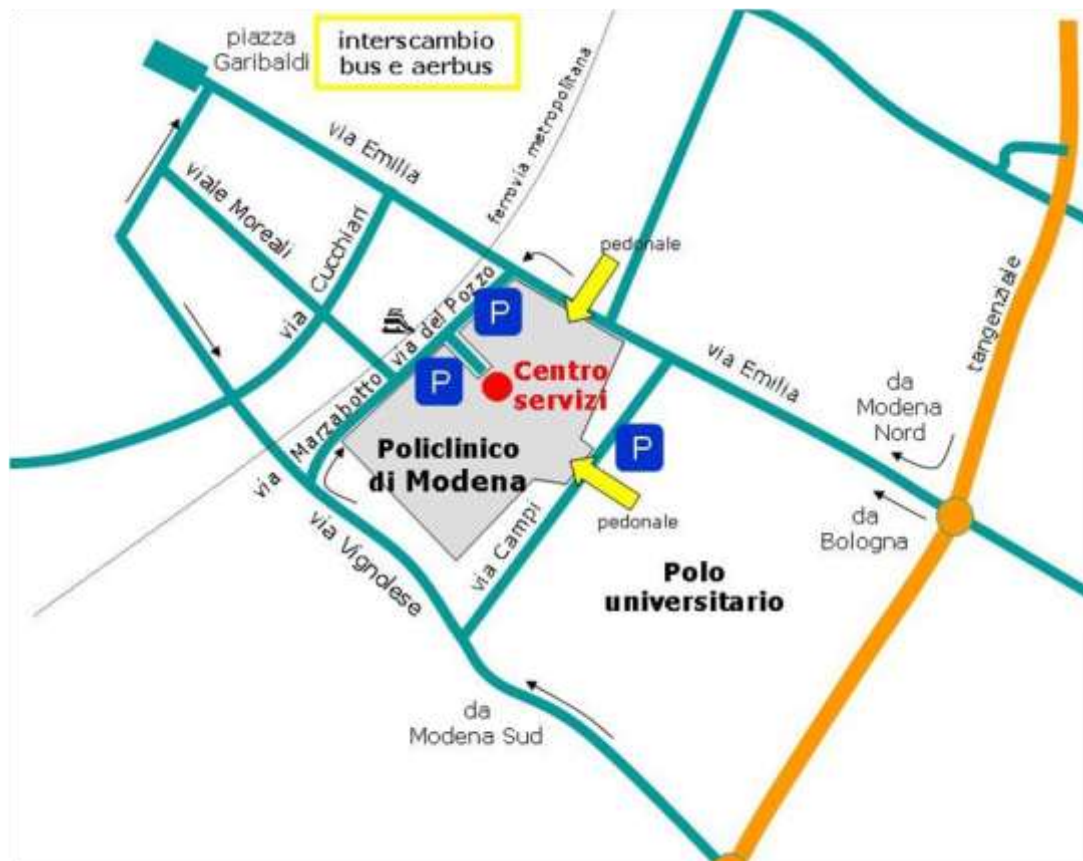 piazza
Garibaldi
interscambio
bus e aerbus
via Emilia
ferrovia metropolitana
viale Moreali
via Cucchiari
pedonale
via del Pozzo
P
tangenziale
via Emilia
P
Centro
servizi
da
Modena
Nord
via Marzabotto
P
Policlinico
di Modena
pedonale
via Campi
da
Bologna
via Vignolese
Polo
universitario
da
Modena Sud